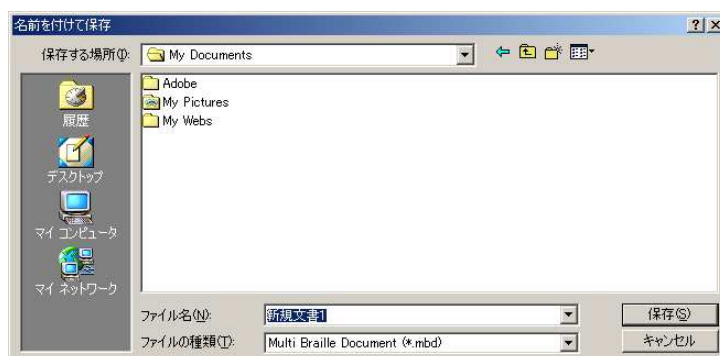 名前を付けて保存
保存する場所(I):
My Documents
履歴
デスクトップ
マイ コンピュータ
マイ ネットワーク
Adobe
My Pictures
My Webs
ファイル名(N):
新規文書1
保存(S)
ファイルの種類(T):
Multi Braille Document (*.mbd)
キャンセル